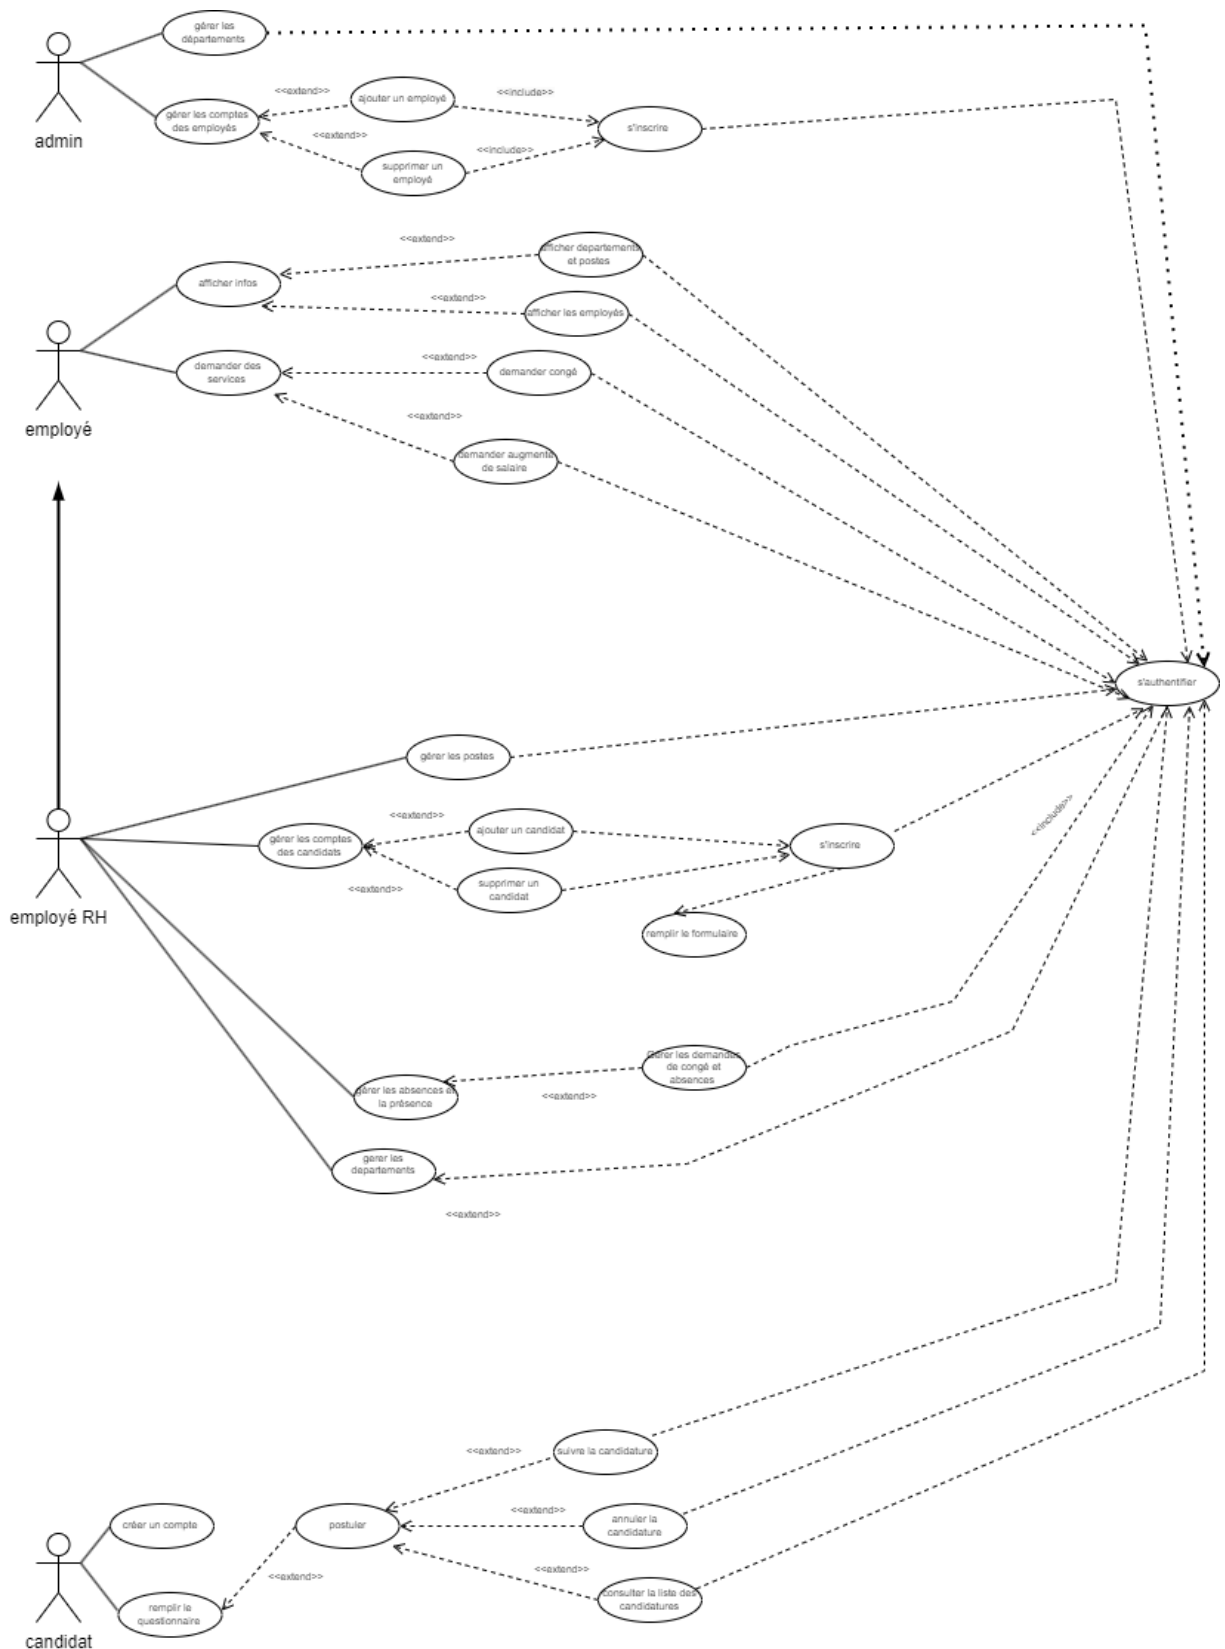 gérer les
départements
<<extend>>
ajouter un employé
<<include>>
gérer les comptes
des employés
<<extend>>
s'inscrire
admin
supprimer un
employé
<<include>>
<<extend>>
afficher departements
et postes
afficher infos
<<extend>>
afficher les employés
demander des
services
<<extend>>
demander congé
employé
<<extend>>
demander augmente
de salaire
s'authentifier
gérer les postes
<<extend>>
ajouter un candidat
<<include>>
gérer les comptes
des candidats
s'inscrire
<<extend>>
supprimer un
candidat
employé RH
remplir le formulaire
Gérer les demandes
de congé et
absences
gérer les absences et
la présence
<<extend>>
gerer les
departements
<<extend>>
suivre la candidature
<<extend>>
créer un compte
postuler
<<extend>>
annuler la
candidature
<<extend>>
<<extend>>
consulter la liste des
candidatures
remplir le
questionnaire
candidat